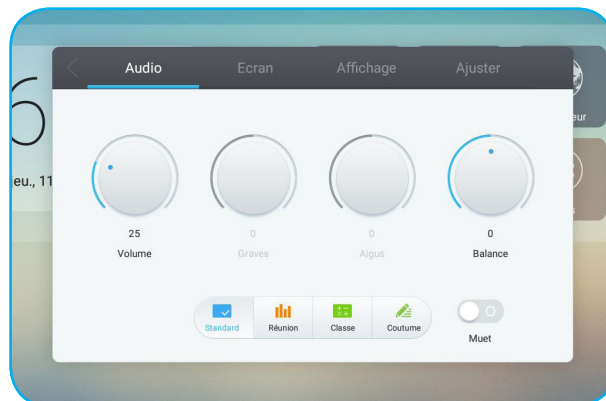 Audio Ecran Affichage Ajuster
6
eur
jeu., 11
25 0 0 0
Volume Graves Aigus Balance
Standard Réunion Classe Coutume
Muet